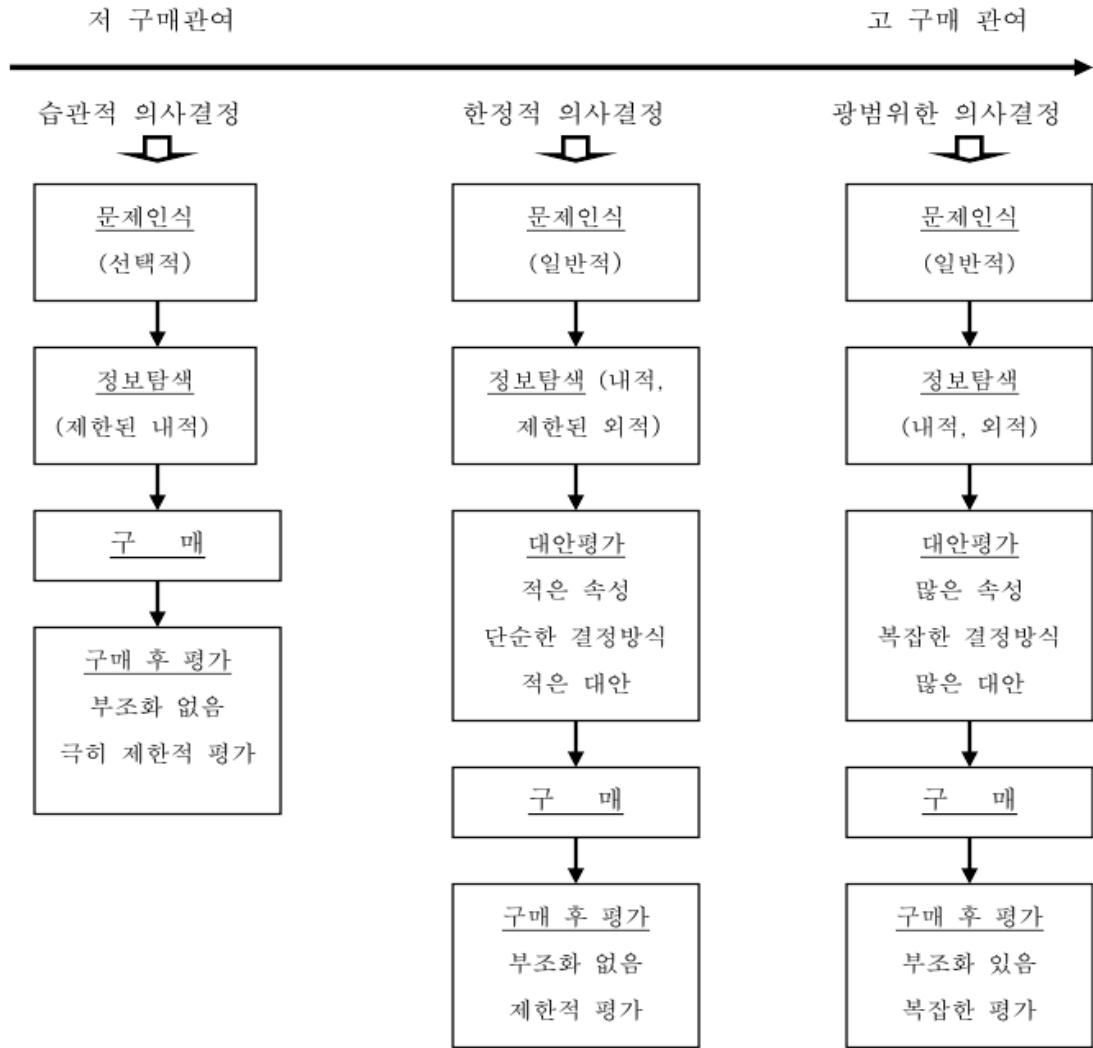 저 구매관여
고 구매 관여
습관적 의사결정
문제인식
(선택적)
정보탐색
(제한된 내적)
구 매
구매 후 평가
부조화 없음
극히 제한적 평가
한정적 의사결정
문제인식
(일반적)
정보탐색 (내적,
제한된 외적)
대안평가
적은 속성
단순한 결정방식
적은 대안
구 매
구매 후 평가
부조화 없음
제한적 평가
광범위한 의사결정
문제인식
(일반적)
정보탐색
(내적, 외적)
대안평가
많은 속성
복잡한 결정방식
많은 대안
구 매
구매 후 평가
부조화 있음
복잡한 평가